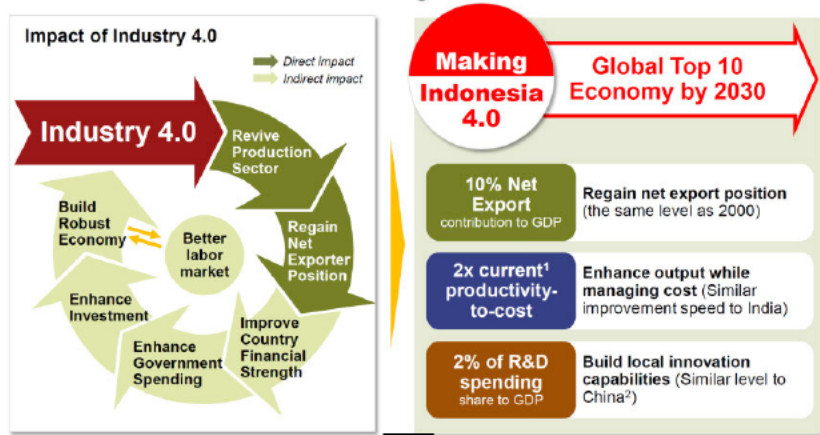 Impact of Industry 4.0
Direct impact
Indirect impact
Industry 4.0
Revive
Production
Sector
Regain
Net
Exporter
Position
Improve
Country
Financial
Strength
Enhance
Government
Spending
Enhance
Investment
Build
Robust
Economy
Better
labor
market
Making
Indonesia
4.0
Global Top 10
Economy by 2030
10% Net
Export
contribution to GDP
Regain net export position
(the same level as 2000)
2x current¹
productivity-
to-cost
Enhance output while
managing cost (Similar
improvement speed to India)
2% of R&D
spending
share to GDP
Build local innovation
capabilities (Similar level to
China²)